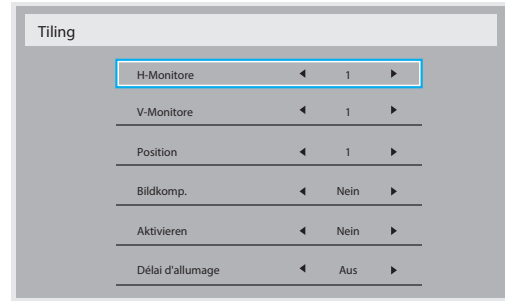 Tiling
H-Monitore 1
V-Monitore 1
Position 1
Bildkomp. Nein
Aktivieren Nein
Délai d'allumage Aus